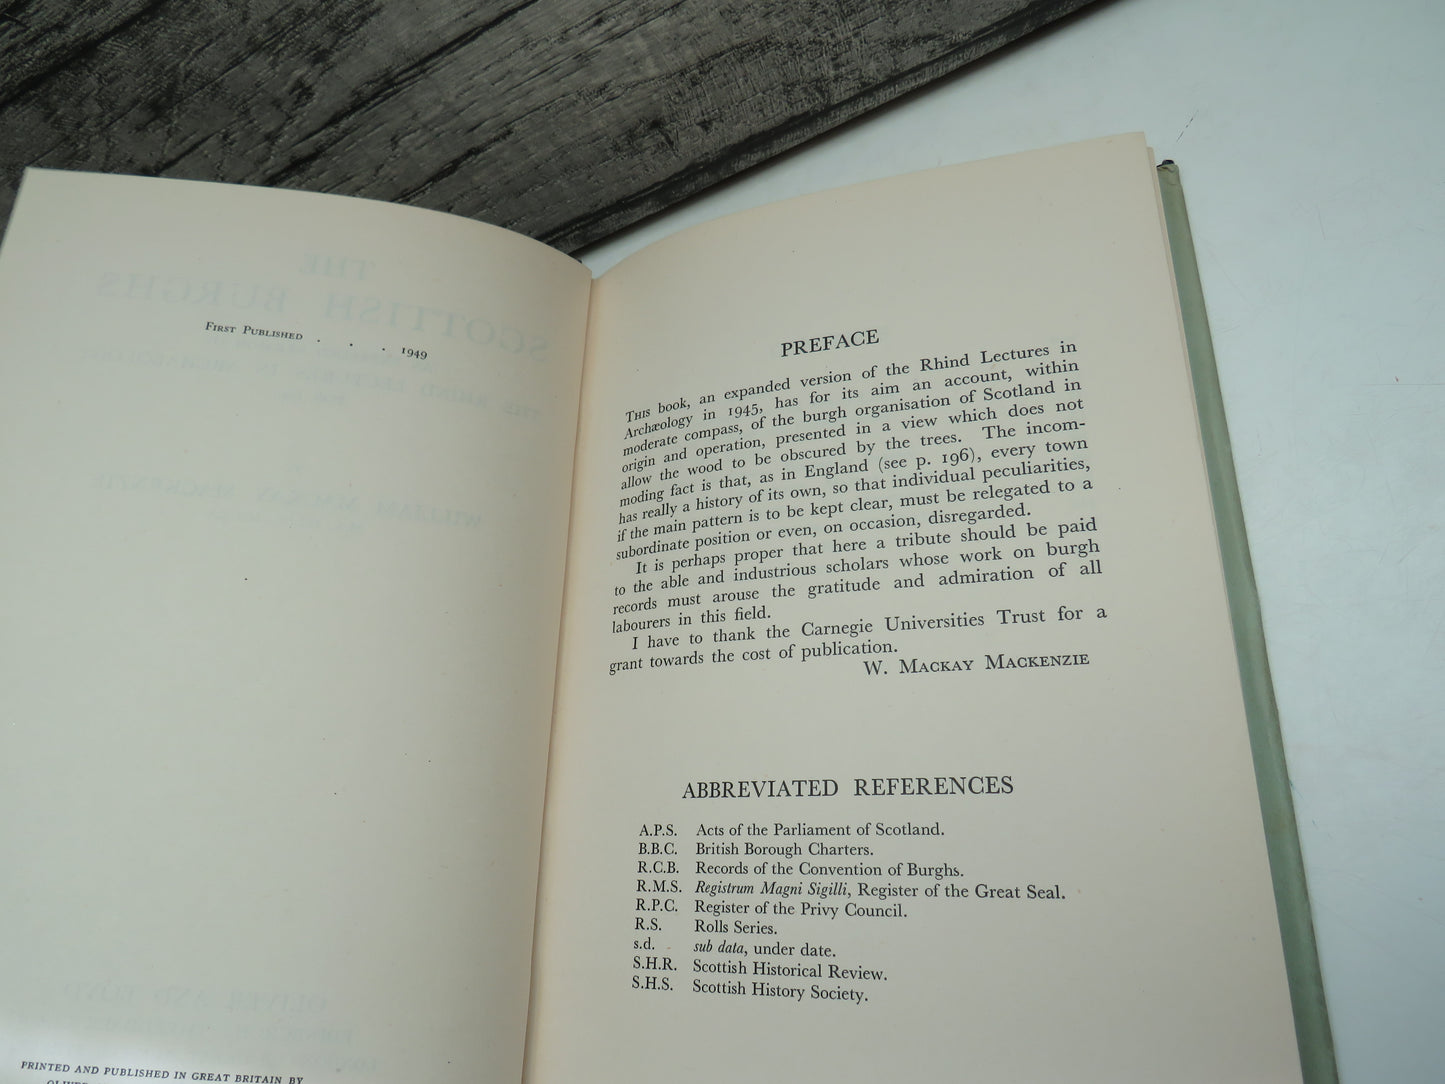 First Published . . . 1949
PRINTED AND PUBLISHED IN GREAT BRITAIN BY
PREFACE
This book, an expanded version of the Rhind Lectures in
Archæology in 1945, has for its aim an account, within
moderate compass, of the burgh organisation of Scotland in
origin and operation, presented in a view which does not
allow the wood to be obscured by the trees. The incom-
moding fact is that, as in England (see p. 196), every town
has really a history of its own, so that individual peculiarities,
if the main pattern is to be kept clear, must be relegated to a
subordinate position or even, on occasion, disregarded.
It is perhaps proper that here a tribute should be paid
to the able and industrious scholars whose work on burgh
records must arouse the gratitude and admiration of all
labourers in this field.
I have to thank the Carnegie Universities Trust for a
grant towards the cost of publication.
W. Mackay Mackenzie
ABBREVIATED REFERENCES
A.P.S. Acts of the Parliament of Scotland.
B.B.C. British Borough Charters.
R.C.B. Records of the Convention of Burghs.
R.M.S. Registrum Magni Sigilli, Register of the Great Seal.
R.P.C. Register of the Privy Council.
R.S. Rolls Series.
s.d. sub data, under date.
S.H.R. Scottish Historical Review.
S.H.S. Scottish History Society.